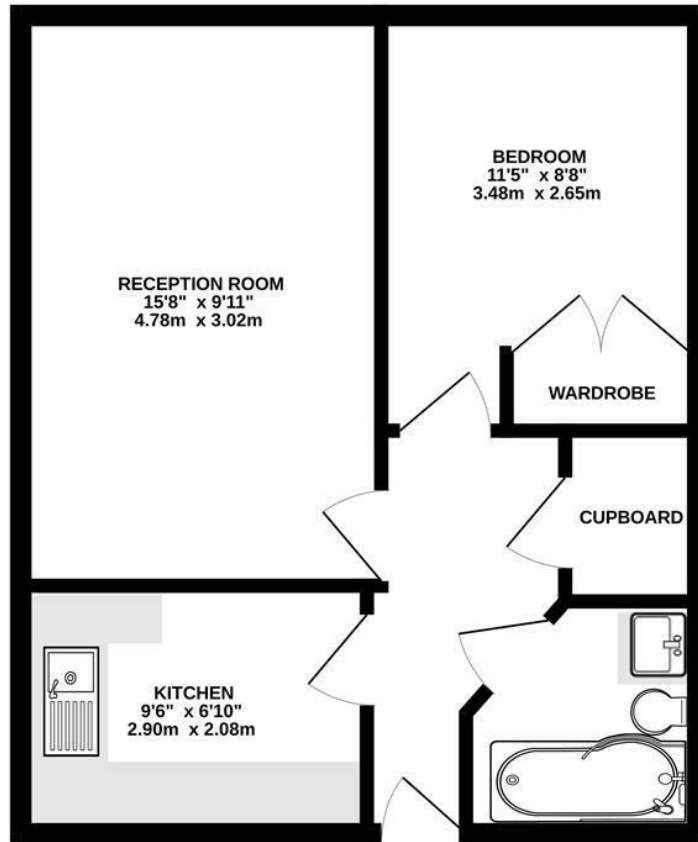 BEDROOM
11'5" x 8'8"
3.48m x 2.65m
RECEPTION ROOM
15'8" x 9'11"
4.78m x 3.02m
WARDROBE
CUPBOARD
KITCHEN
9'6" x 6'10"
2.90m x 2.08m